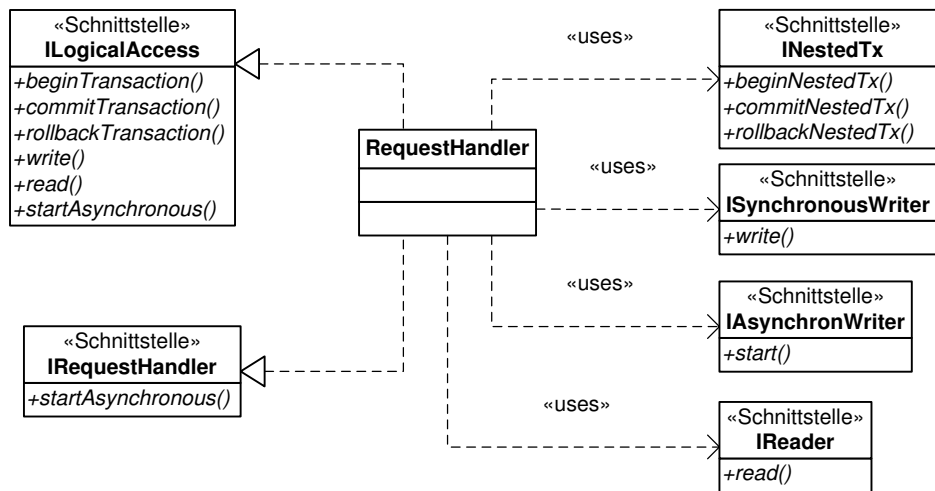 «Schnittstelle»
ILogicalAccess
+beginTransaction()
+commitTransaction()
+rollbackTransaction()
+write()
+read()
+startAsynchronous()
«Schnittstelle»
IRequestHandler
+startAsynchronous()
RequestHandler
«uses»
«uses»
«uses»
«uses»
«Schnittstelle»
INestedTx
+beginNestedTx()
+commitNestedTx()
+rollbackNestedTx()
«Schnittstelle»
ISynchronousWriter
+write()
«Schnittstelle»
IAsynchronWriter
+start()
«Schnittstelle»
IReader
+read()